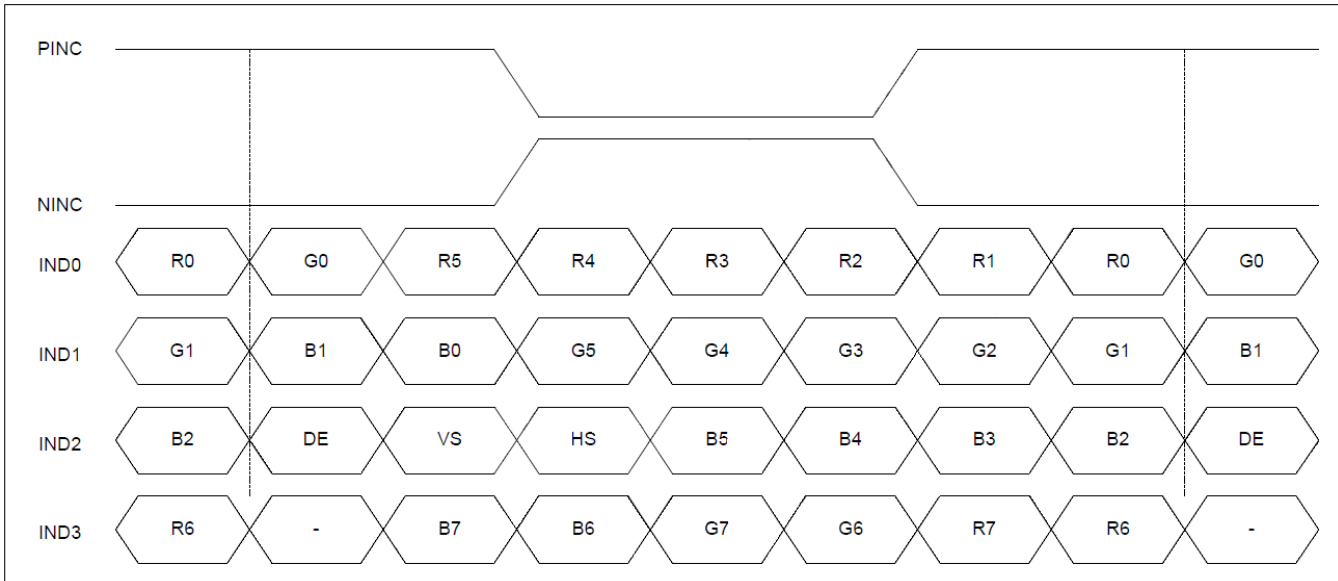 PINC
NINC
IND0 R0 G0 R5 R4 R3 R2 R1 R0 G0
IND1 G1 B1 B0 G5 G4 G3 G2 G1 B1
IND2 B2 DE VS HS B5 B4 B3 B2 DE
IND3 R6 - B7 B6 G7 G6 R7 R6 -